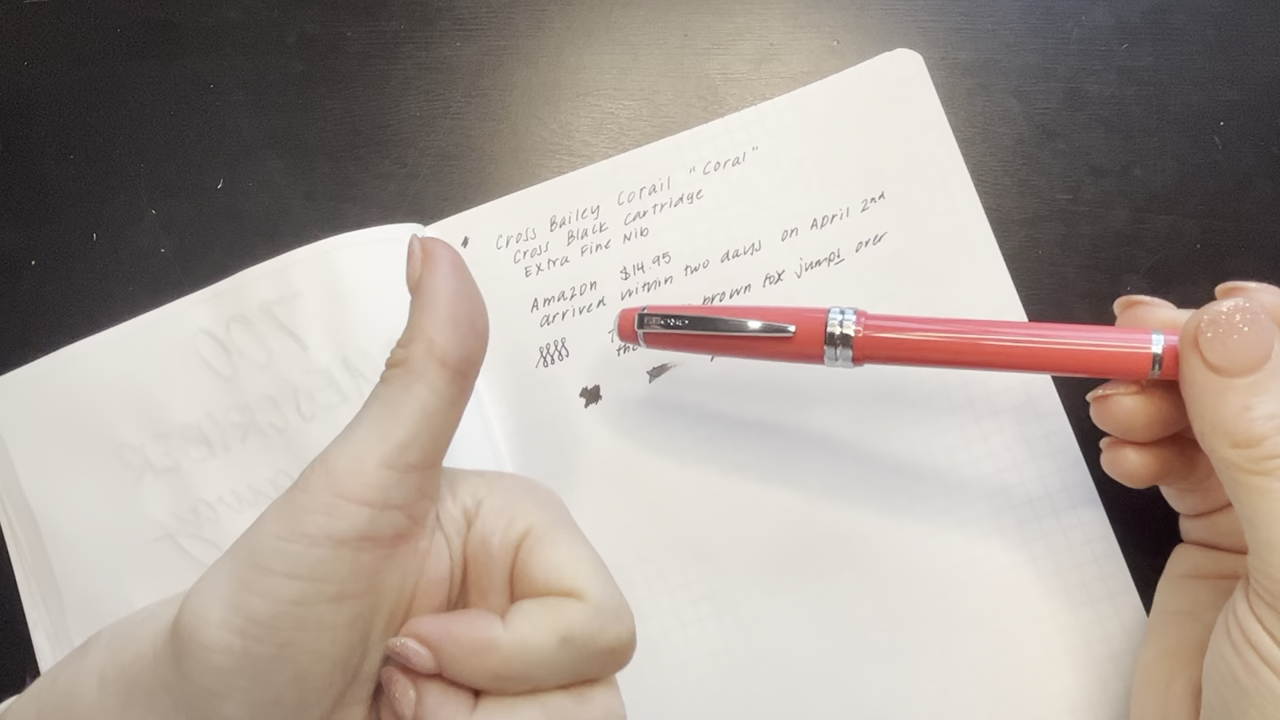 Cross Bailey Corail "Coral"
Cross Black Cartridge
Extra Fine Nib
Amazon $14.95
arrived within two days on April 2nd
brown fox jumps over
the